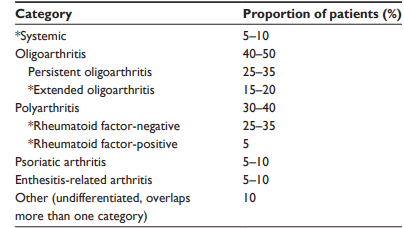 Category Proportion of patients (%)
*Systemic 5–10
Oligoarthritis 40–50
Persistent oligoarthritis 25–35
*Extended oligoarthritis 15–20
Polyarthritis 30–40
*Rheumatoid factor-negative 25–35
*Rheumatoid factor-positive 5
Psoriatic arthritis 5–10
Enthesitis-related arthritis 5–10
Other (undifferentiated, overlaps 10
more than one category)